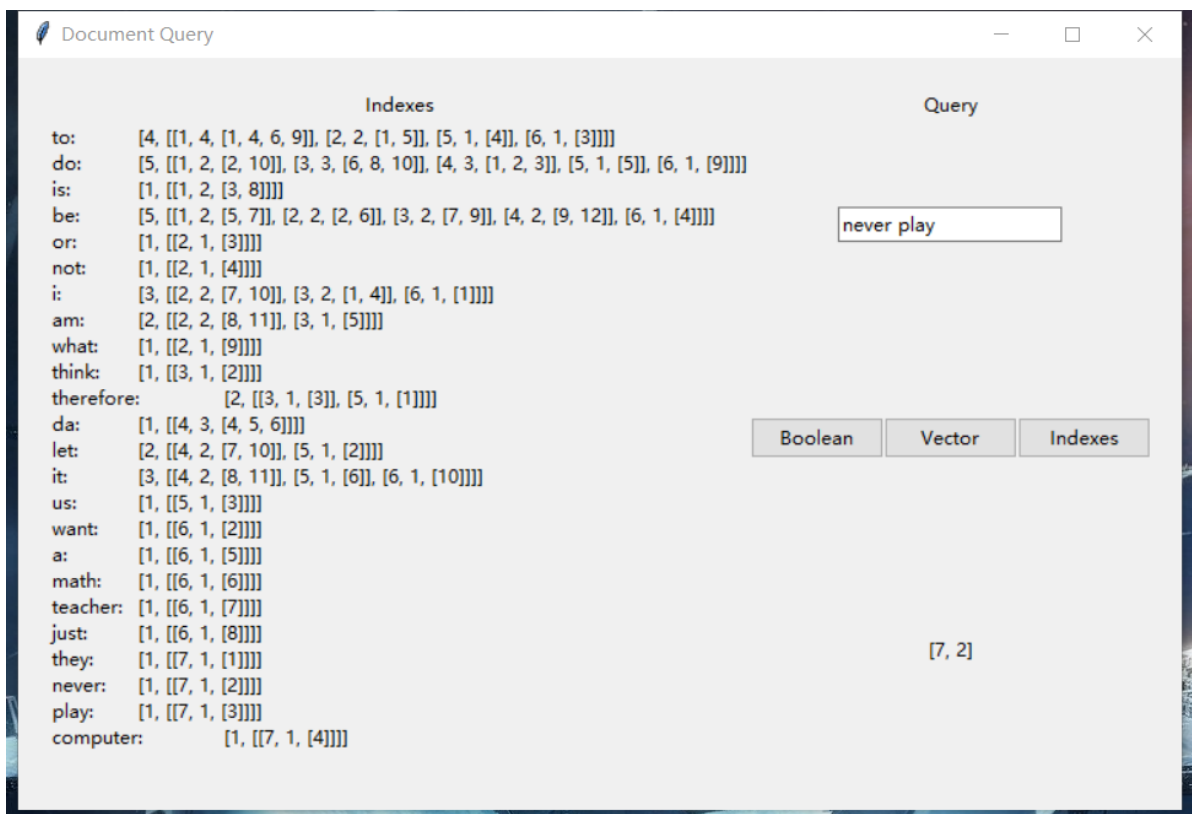 Document Query
Indexes
to: [4, [[1, 4, [1, 4, 6, 9]], [2, 2, [1, 5]], [5, 1, [4]], [6, 1, [3]]]]
do: [5, [[1, 2, [2, 10]], [3, 3, [6, 8, 10]], [4, 3, [1, 2, 3]], [5, 1, [5]], [6, 1, [9]]]]
is: [1, [[1, 2, [3, 8]]]]
be: [5, [[1, 2, [5, 7]], [2, 2, [2, 6]], [3, 2, [7, 9]], [4, 2, [9, 12]], [6, 1, [4]]]]
or: [1, [[2, 1, [3]]]]
not: [1, [[2, 1, [4]]]]
i: [3, [[2, 2, [7, 10]], [3, 2, [1, 4]], [6, 1, [1]]]]
am: [2, [[2, 2, [8, 11]], [3, 1, [5]]]]
what: [1, [[2, 1, [9]]]]
think: [1, [[3, 1, [2]]]]
therefore: [2, [[3, 1, [3]], [5, 1, [1]]]]
da: [1, [[4, 3, [4, 5, 6]]]]
let: [2, [[4, 2, [7, 10]], [5, 1, [2]]]]
it: [3, [[4, 2, [8, 11]], [5, 1, [6]], [6, 1, [10]]]]
us: [1, [[5, 1, [3]]]]
want: [1, [[6, 1, [2]]]]
a: [1, [[6, 1, [5]]]]
math: [1, [[6, 1, [6]]]]
teacher: [1, [[6, 1, [7]]]]
just: [1, [[6, 1, [8]]]]
they: [1, [[7, 1, [1]]]]
never: [1, [[7, 1, [2]]]]
play: [1, [[7, 1, [3]]]]
computer: [1, [[7, 1, [4]]]]
Query
never play
Boolean Vector Indexes
[7, 2]